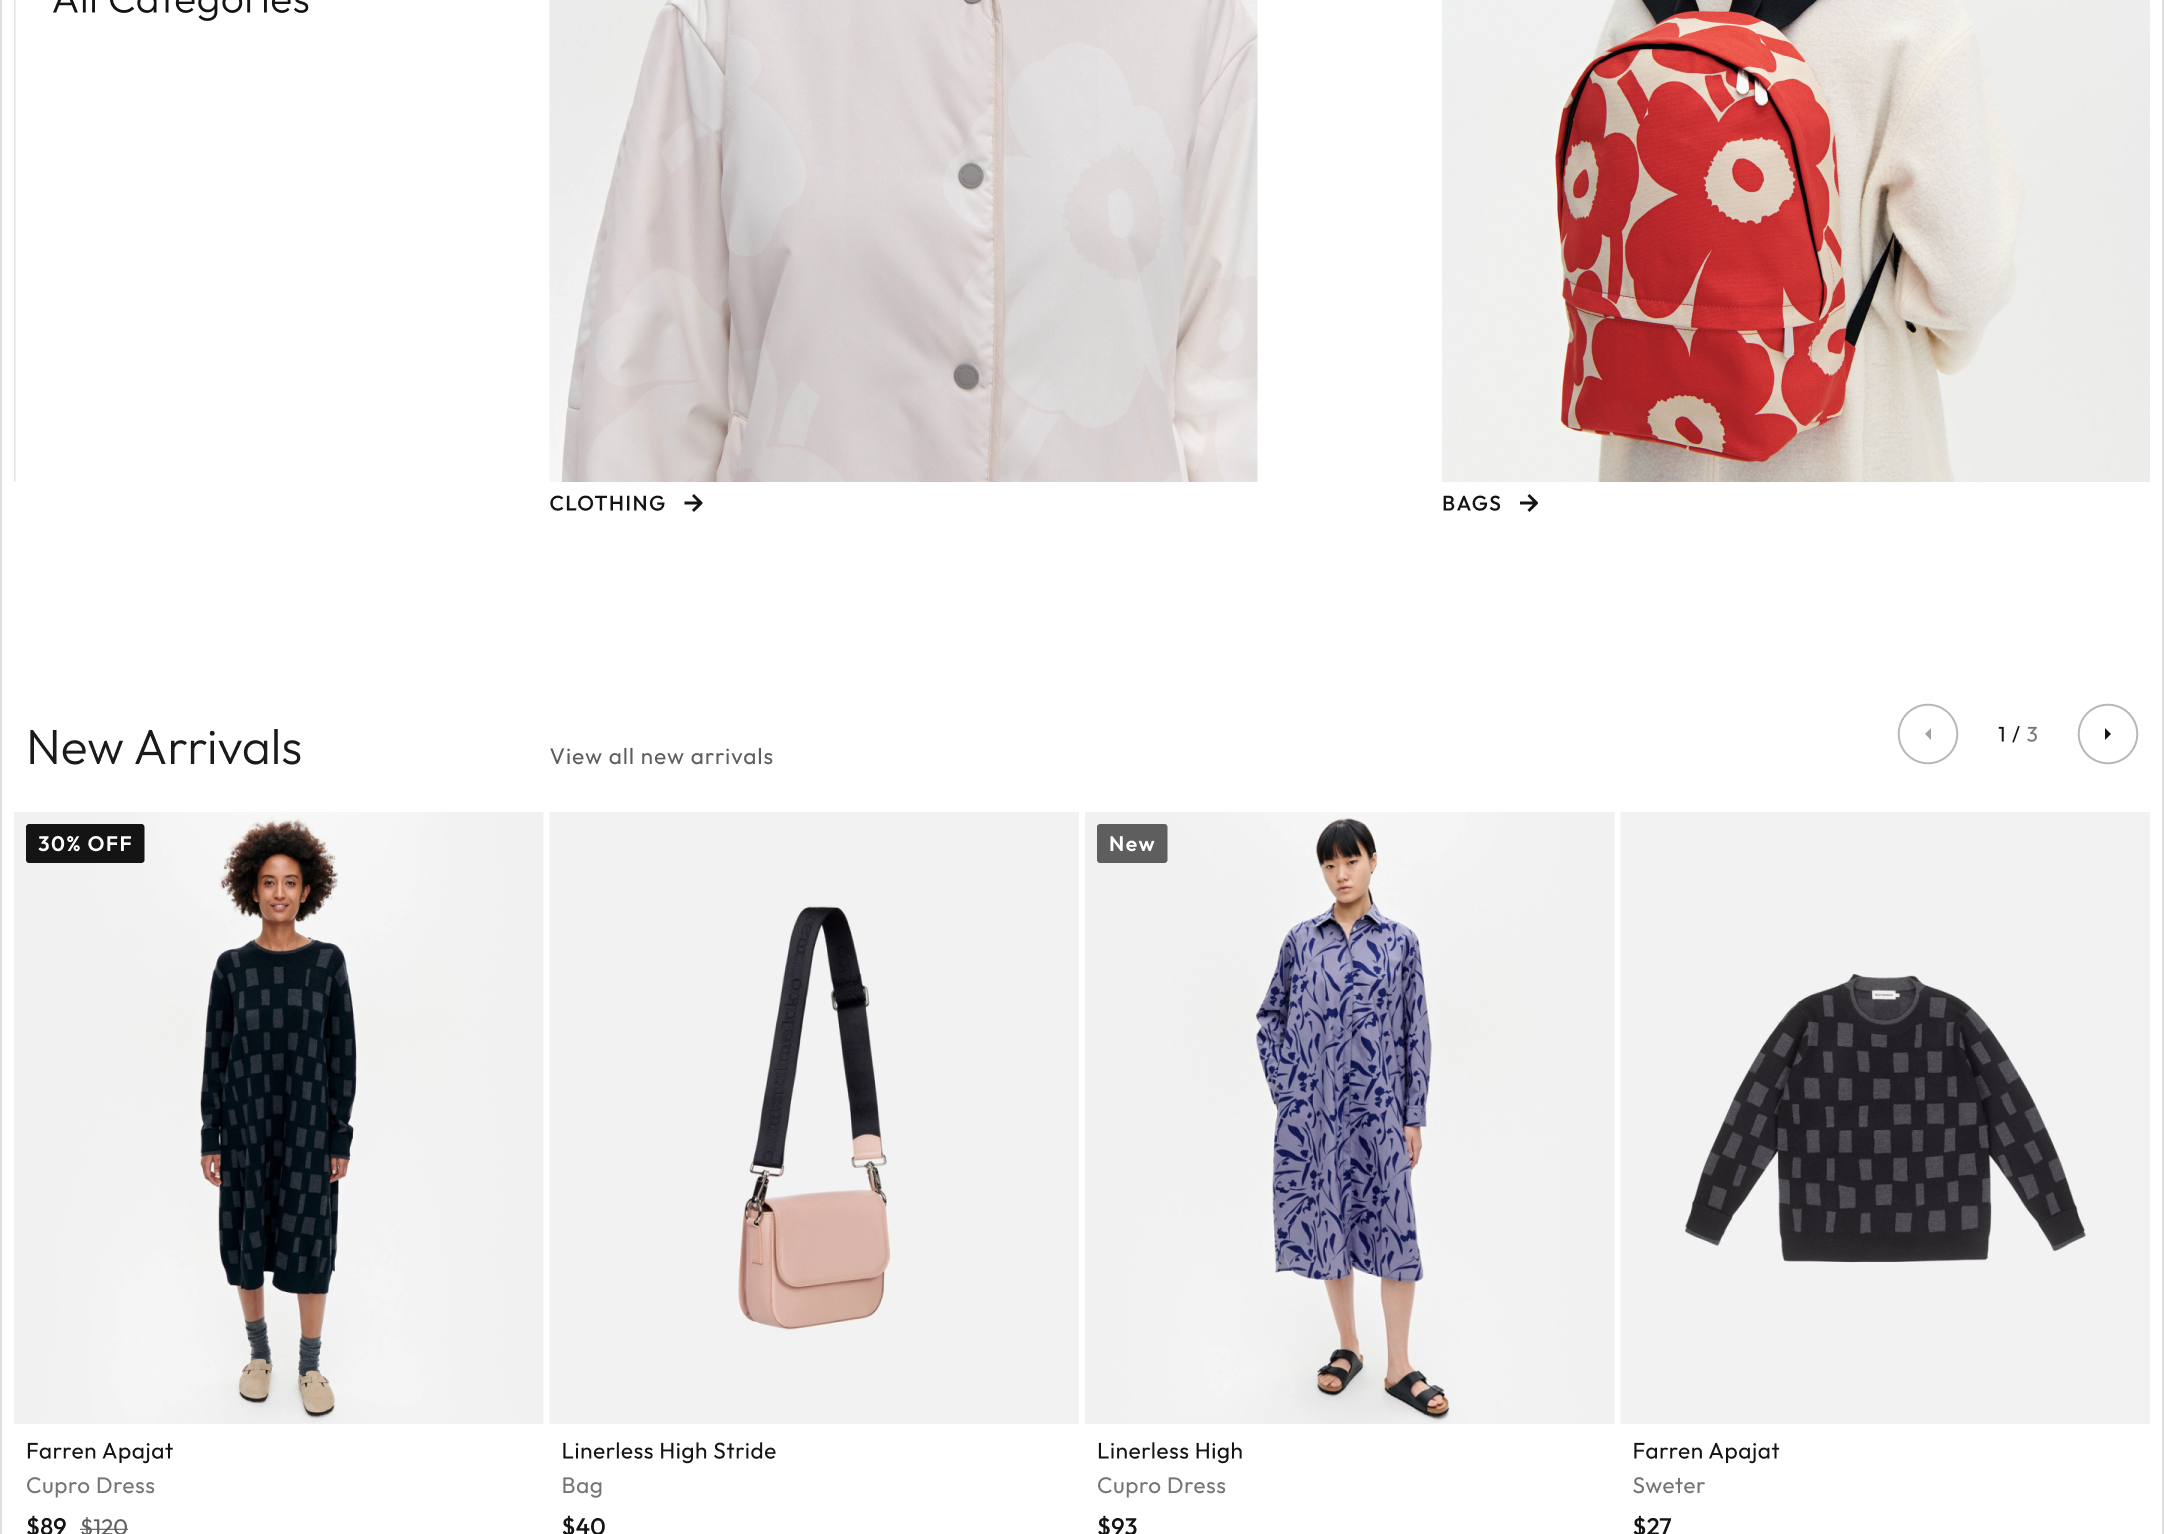 All Categories
CLOTHING →
BAGS →
New Arrivals
View all new arrivals
1 / 3
30% OFF
New
Farren Apajat
Cupro Dress
$89 $120
Linerless High Stride
Bag
$40
Linerless High
Cupro Dress
$93
Farren Apajat
Sweter
$27